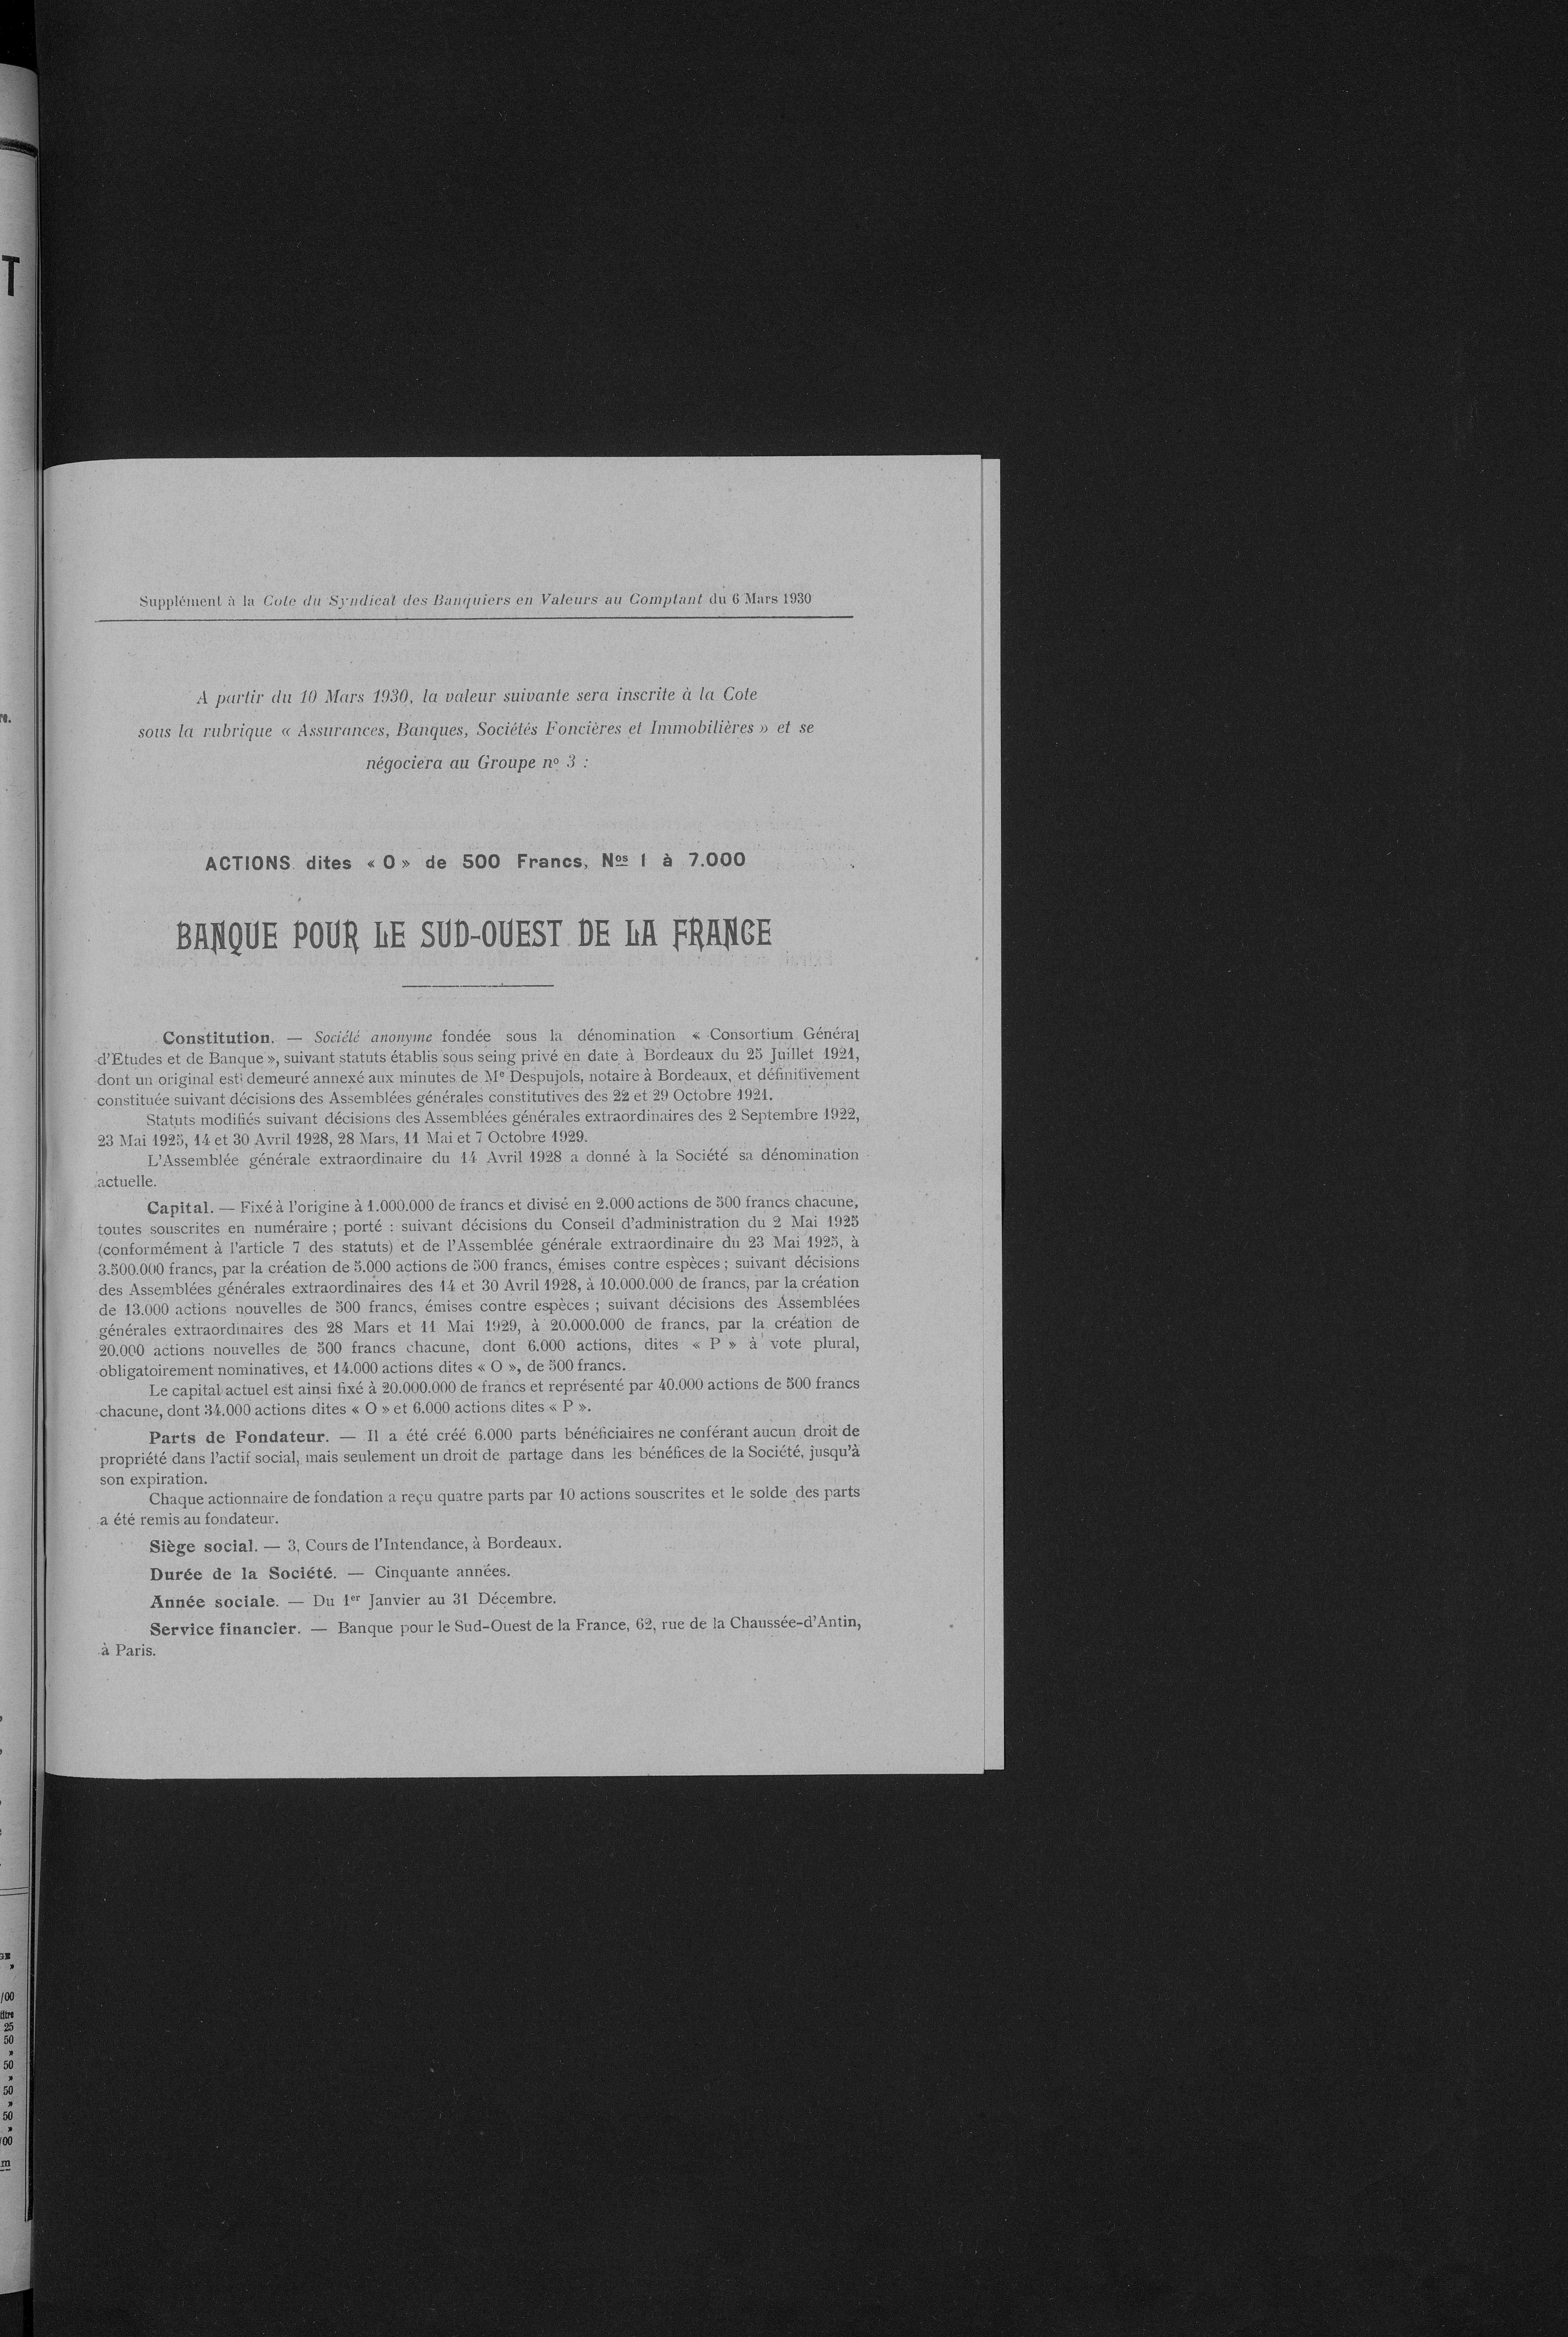 Supplément à la Cote du Syndicat des Banquiers en Valeurs au Comptant du 6 Mars 1930
A partir du 10 Mars 1930, la valeur suivante sera inscrite à la Cote
sous la rubrique « Assurances, Banques, Sociétés Foncières et Immobilières » et se
négociera au Groupe nº 3 :
ACTIONS dites « O » de 500 Francs, Nos 1 à 7.000
BANQUE POUR LE SUD-OUEST DE LA FRANCE
Constitution. — Société anonyme fondée sous la dénomination « Consortium Général
d'Etudes et de Banque », suivant statuts établis sous seing privé en date à Bordeaux du 25 Juillet 1921,
dont un original est demeuré annexé aux minutes de Me Despujols, notaire à Bordeaux, et définitivement
constituée suivant décisions des Assemblées générales constitutives des 22 et 29 Octobre 1921.
Statuts modifiés suivant décisions des Assemblées générales extraordinaires des 2 Septembre 1922,
23 Mai 1925, 14 et 30 Avril 1928, 28 Mars, 11 Mai et 7 Octobre 1929.
L'Assemblée générale extraordinaire du 14 Avril 1928 a donné à la Société sa dénomination
actuelle.
Capital. — Fixé à l'origine à 1.000.000 de francs et divisé en 2.000 actions de 500 francs chacune,
toutes souscrites en numéraire ; porté : suivant décisions du Conseil d'administration du 2 Mai 1925
(conformément à l'article 7 des statuts) et de l'Assemblée générale extraordinaire du 23 Mai 1925, à
3.500.000 francs, par la création de 5.000 actions de 500 francs, émises contre espèces ; suivant décisions
des Assemblées générales extraordinaires des 14 et 30 Avril 1928, à 10.000.000 de francs, par la création
de 13.000 actions nouvelles de 500 francs, émises contre espèces ; suivant décisions des Assemblées
générales extraordinaires des 28 Mars et 11 Mai 1929, à 20.000.000 de francs, par la création de
20.000 actions nouvelles de 500 francs chacune, dont 6.000 actions, dites « P » à vote plural,
obligatoirement nominatives, et 14.000 actions dites « O », de 500 francs.
Le capital actuel est ainsi fixé à 20.000.000 de francs et représenté par 40.000 actions de 500 francs
chacune, dont 34.000 actions dites « O » et 6.000 actions dites « P ».
Parts de Fondateur. — Il a été créé 6.000 parts bénéficiaires ne conférant aucun droit de
propriété dans l'actif social, mais seulement un droit de partage dans les bénéfices de la Société, jusqu'à
son expiration.
Chaque actionnaire de fondation a reçu quatre parts par 10 actions souscrites et le solde des parts
a été remis au fondateur.
Siège social. — 3, Cours de l'Intendance, à Bordeaux.
Durée de la Société. — Cinquante années.
Année sociale. — Du 1er Janvier au 31 Décembre.
Service financier. — Banque pour le Sud-Ouest de la France, 62, rue de la Chaussée-d'Antin,
à Paris.